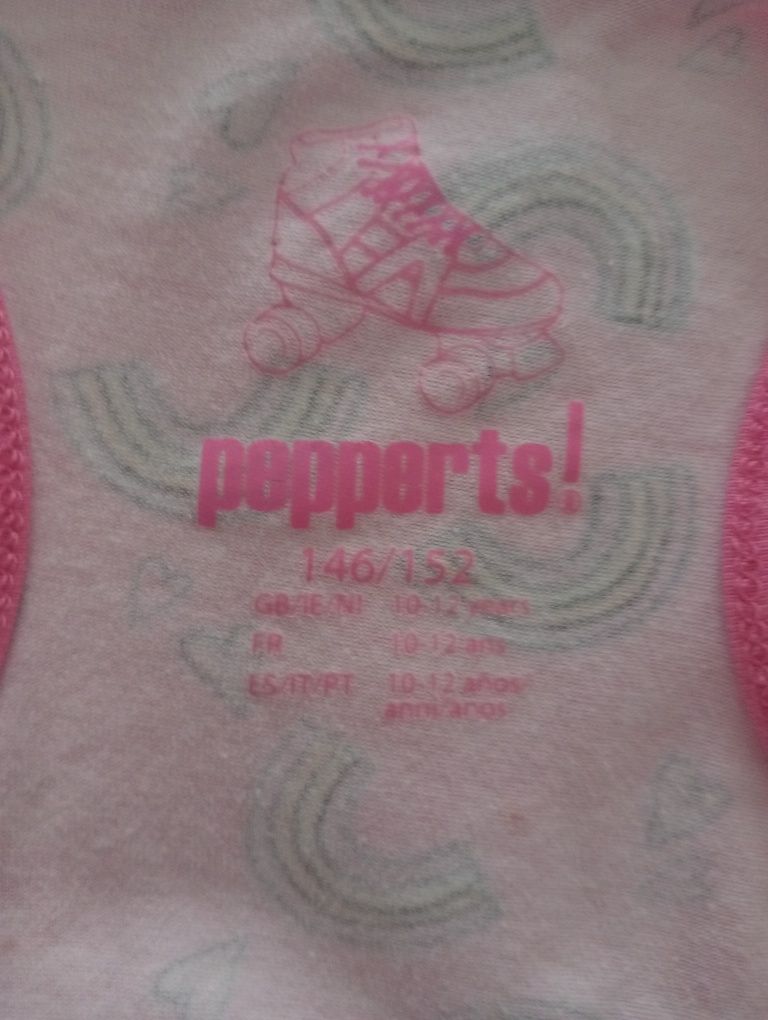 pepperts!
146/152
GB/IE/NI 10-12 years
FR 10-12 ans
ES/IT/PT 10-12 años/
anni/anos